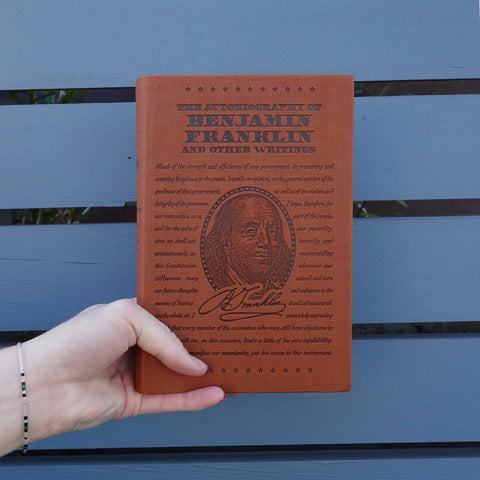 THE AUTOBIOGRAPHY OF
BENJAMIN
FRANKLIN
AND OTHER WRITINGS
Much of the strength and efficiency of any government, in procuring and
securing happiness to the people, depends on opinion, on the general opinion of the
goodness of that government, as well as of the wisdom and
integrity of its governors. I hope, therefore, for
our own sakes, as a part of the people,
and for the sake of our posterity,
that we shall act heartily and
unanimously in recommending
this Constitution wherever our
influence may extend, and turn
our future thoughts and endeavors to the
means of having it well administered.
On the whole, sir, I cannot help expressing
that every member of the convention who may still have objections to
with me, on this occasion, doubt a little of his own infallibility,
manifest our unanimity, put his name to this instrument.
B. Franklin